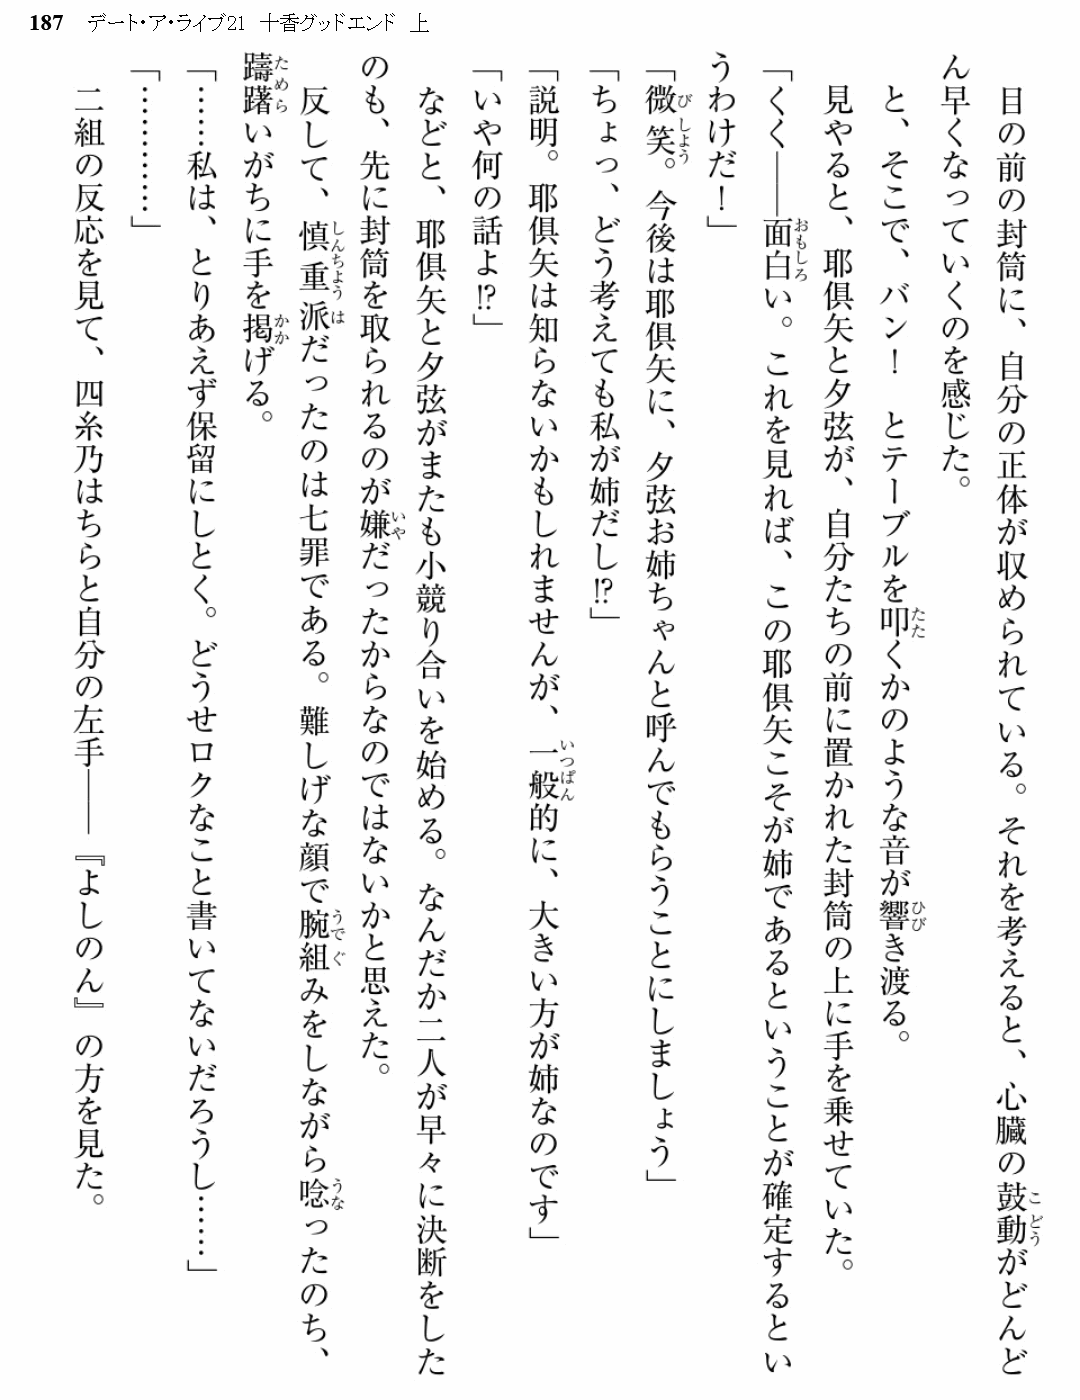 187 デート・ア・ライブ21 十香グッドエンド 上
目の前の封筒に、自分の正体が収められている。それを考えると、心臓の鼓動がどんど
ん早くなっていくのを感じた。
と、そこで、バン！ とテーブルを叩くかのような音が響き渡る。
見やると、耶倶矢と夕弦が、自分たちの前に置かれた封筒の上に手を乗せていた。
「くく――面白い。これを見れば、この耶倶矢こそが姉であるということが確定するとい
うわけだ！」
「微笑。今後は耶倶矢に、夕弦お姉ちゃんと呼んでもらうことにしましょう」
「ちょっ、どう考えても私が姉だし!?」
「説明。耶倶矢は知らないかもしれませんが、一般的に、大きい方が姉なのです」
「いや何の話よ!?」
などと、耶倶矢と夕弦がまたも小競り合いを始める。なんだか二人が早々に決断をした
のも、先に封筒を取られるのが嫌だったからなのではないかと思えた。
反して、慎重派だったのは七罪である。難しげな顔で腕組みをしながら唸ったのち、
躊躇いがちに手を掲げる。
「……私は、とりあえず保留にしとく。どうせロクなこと書いてないだろうし……」
「…………」
二組の反応を見て、四糸乃はちらと自分の左手――『よしのん』の方を見た。